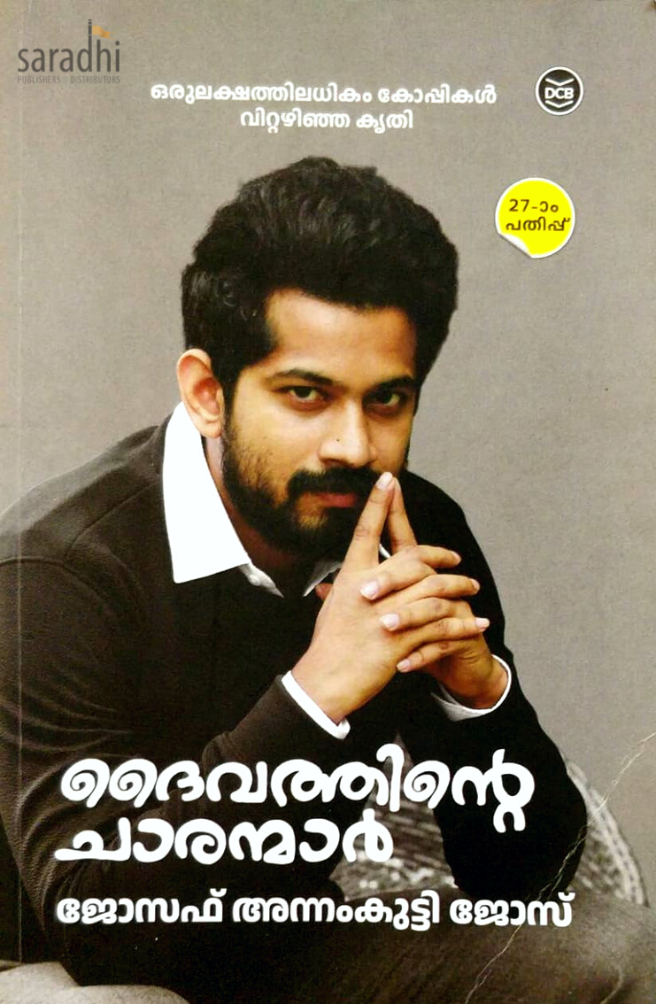 saradhi
PUBLISHERS & DISTRIBUTORS
ഒരുലക്ഷത്തിലധികം കോപ്പികൾ
വിറ്റഴിഞ്ഞ കൃതി
DCB
27-ാം
പതിപ്പ്
ദൈവത്തിന്റെ
ചാരന്മാർ
ജോസഫ് അന്നംകുട്ടി ജോസ്